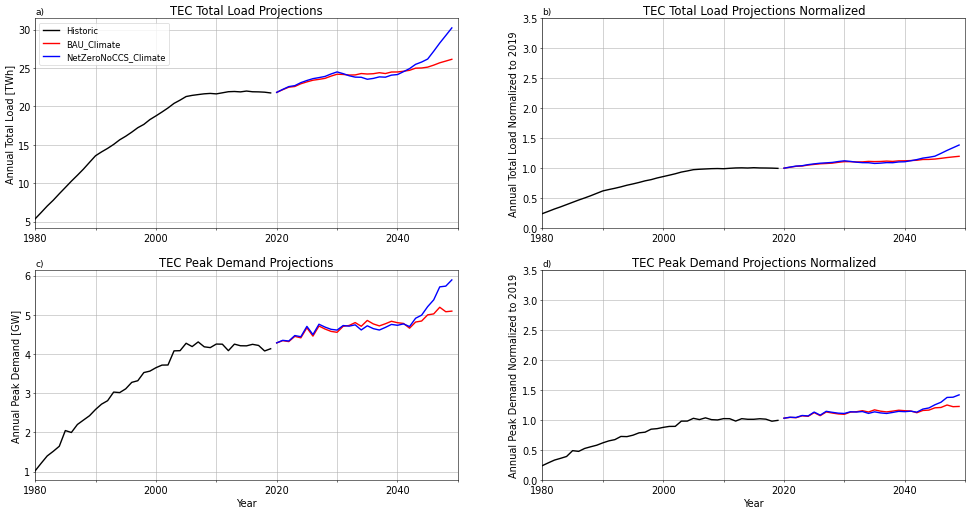 a)
TEC Total Load Projections
Annual Total Load [TWh]
30
25
20
15
10
5
Historic
BAU_Climate
NetZeroNoCCS_Climate
1980
2000
2020
2040
b)
TEC Total Load Projections Normalized
Annual Total Load Normalized to 2019
3.5
3.0
2.5
2.0
1.5
1.0
0.5
0.0
1980
2000
2020
2040
c)
TEC Peak Demand Projections
Annual Peak Demand [GW]
6
5
4
3
2
1
1980
2000
2020
2040
Year
d)
TEC Peak Demand Projections Normalized
Annual Peak Demand Normalized to 2019
3.5
3.0
2.5
2.0
1.5
1.0
0.5
0.0
1980
2000
2020
2040
Year